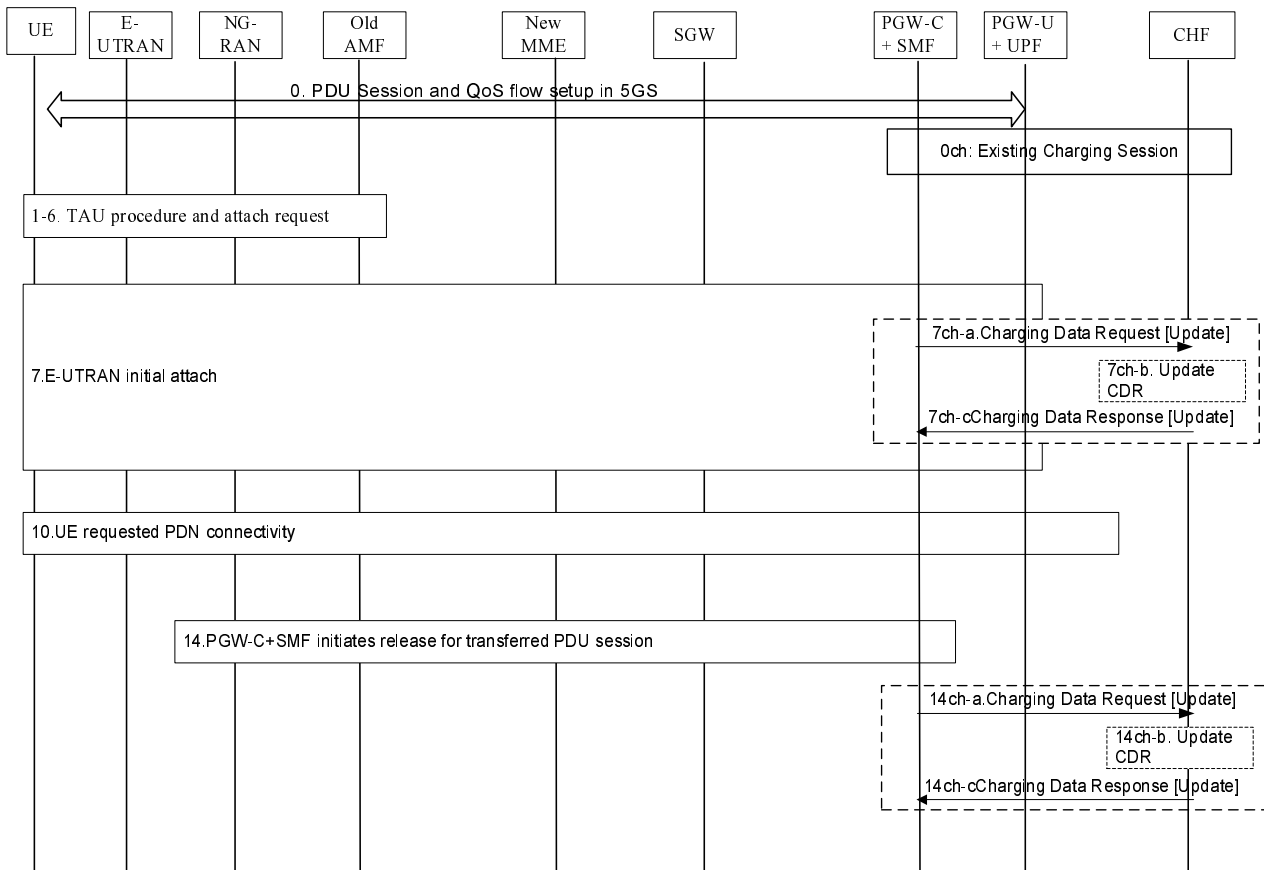 UE
E-
UTRAN
NG-
RAN
Old
AMF
New
MME
SGW
PGW-C
+ SMF
PGW-U
+ UPF
CHF
0. PDU Session and QoS flow setup in 5GS
0ch: Existing Charging Session
1-6. TAU procedure and attach request
7ch-a.Charging Data Request [Update]
7.E-UTRAN initial attach
7ch-b. Update
CDR
7ch-cCharging Data Response [Update]
10.UE requested PDN connectivity
14.PGW-C+SMF initiates release for transferred PDU session
14ch-a.Charging Data Request [Update]
14ch-b. Update
CDR
14ch-cCharging Data Response [Update]